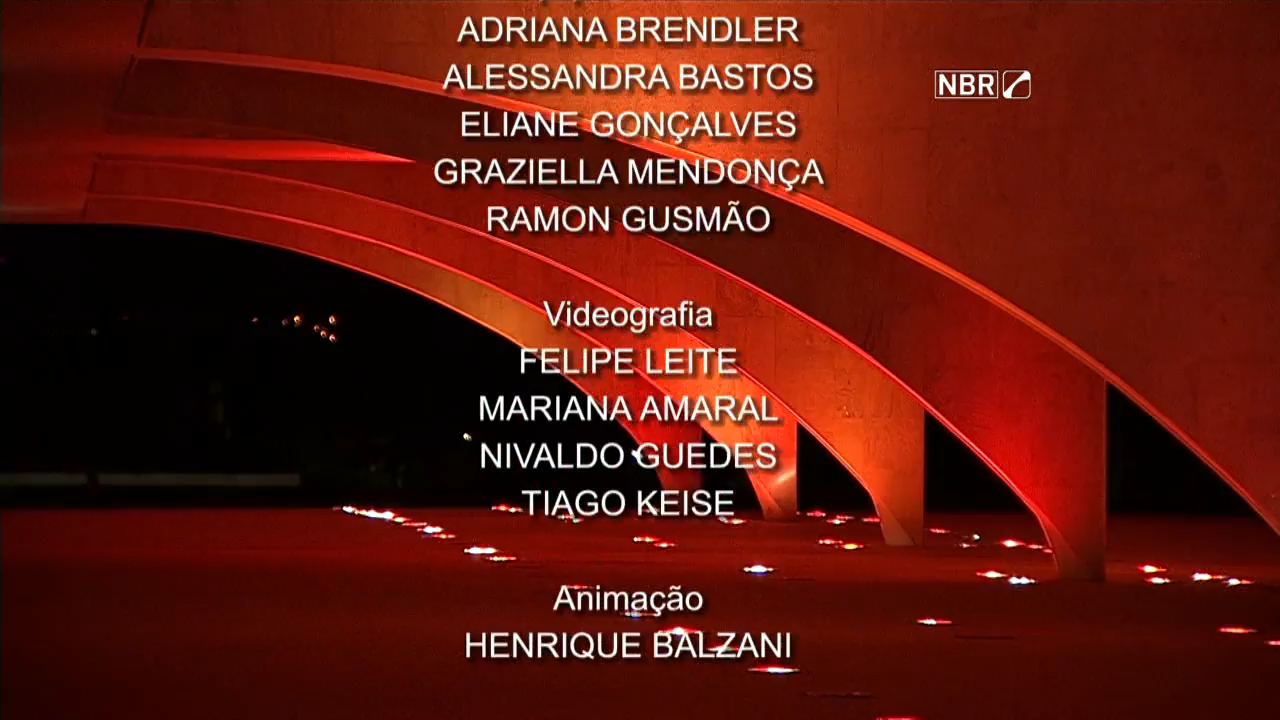 ADRIANA BRENDLER
ALESSANDRA BASTOS
NBR
ELIANE GONÇALVES
GRAZIELLA MENDONÇA
RAMON GUSMÃO
Videografia
FELIPE LEITE
MARIANA AMARAL
NIVALDO GUEDES
TIAGO KEISE
Animação
HENRIQUE BALZANI